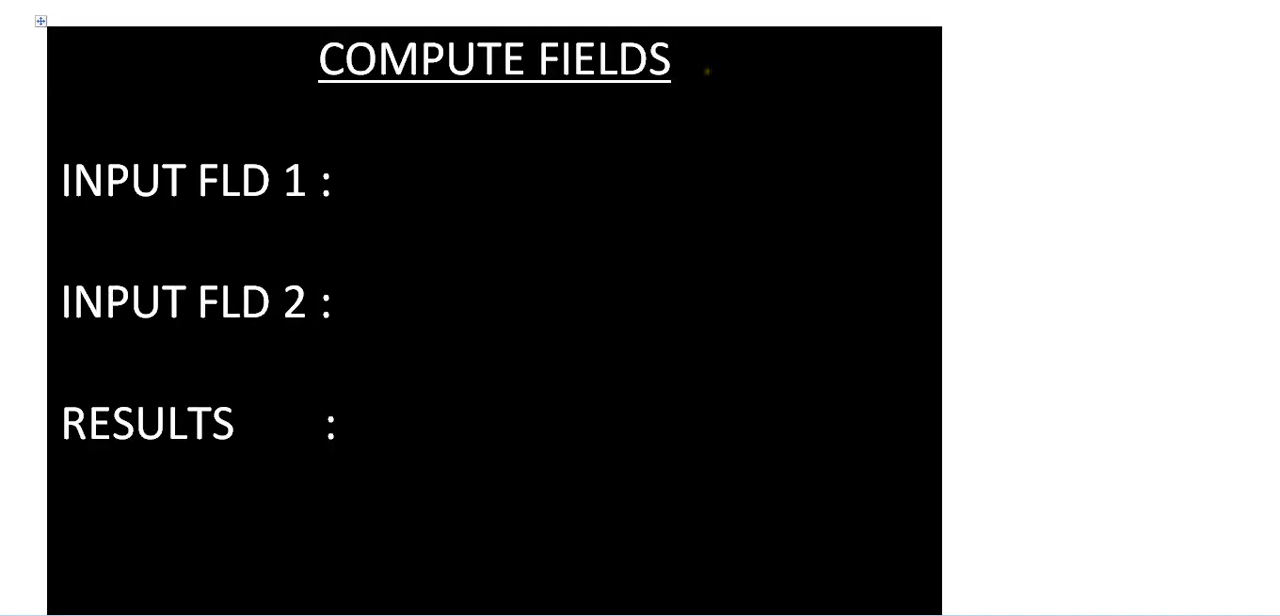 COMPUTE FIELDS
INPUT FLD 1 :
INPUT FLD 2 :
RESULTS :